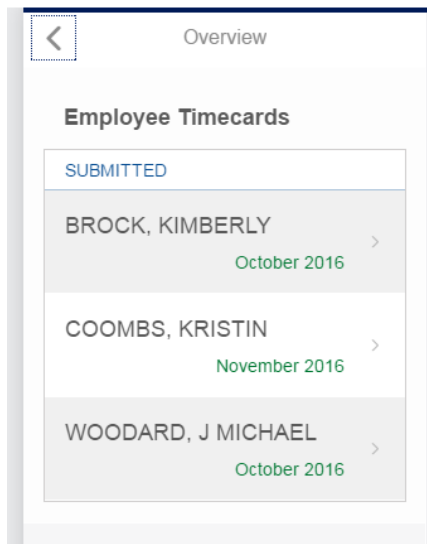 Overview
Employee Timecards
SUBMITTED
BROCK, KIMBERLY
October 2016
COOMBS, KRISTIN
November 2016
WOODARD, J MICHAEL
October 2016